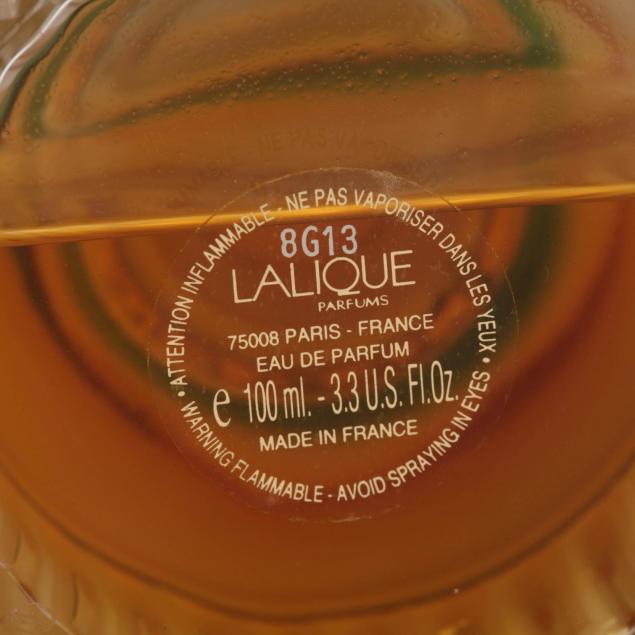 ATTENTION INFLAMMABLE - NE PAS VAPORISER DANS LES YEUX •
8G13
LALIQUE
PARFUMS
75008 PARIS - FRANCE
EAU DE PARFUM
e 100 ml. - 3.3 U.S. Fl.Oz.
MADE IN FRANCE
• WARNING FLAMMABLE - AVOID SPRAYING IN EYES